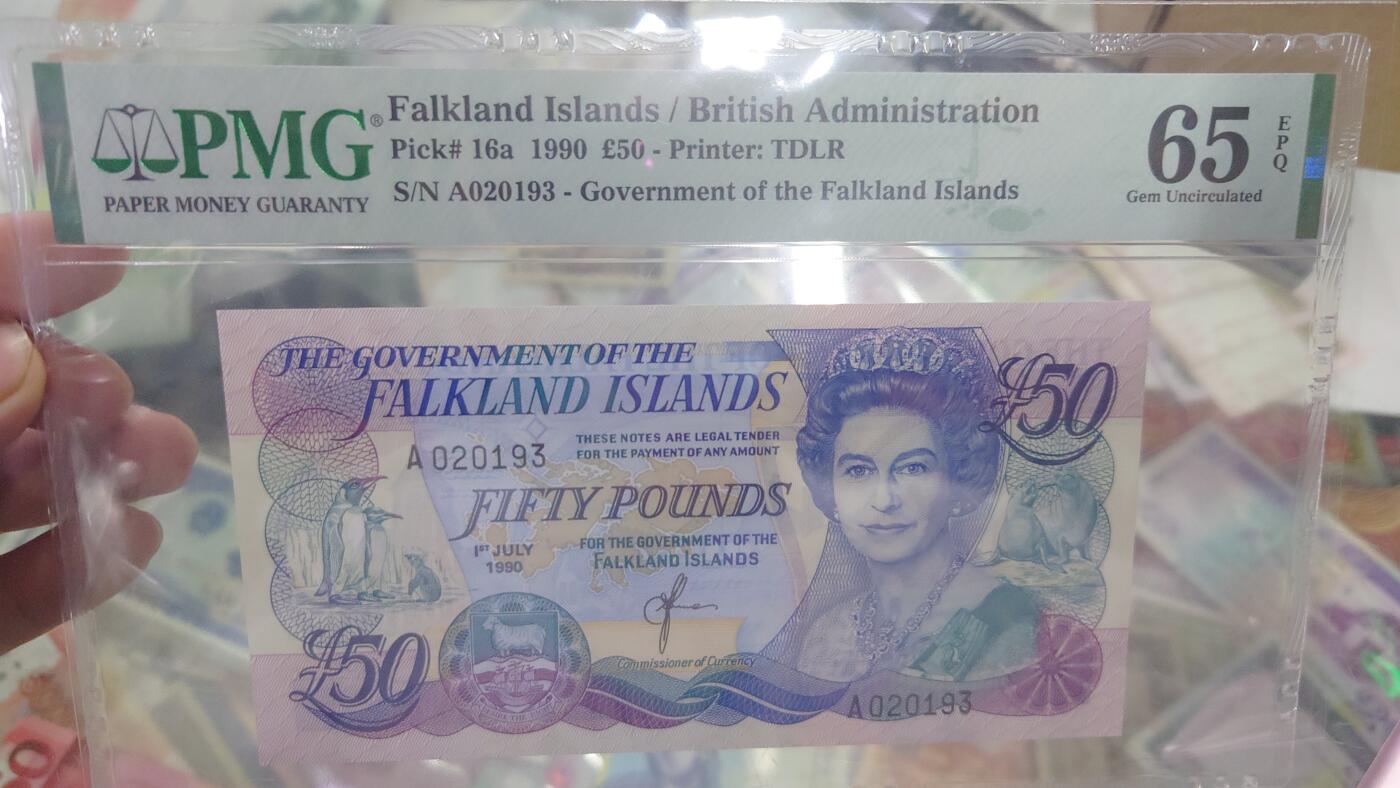 PMG®
PAPER MONEY GUARANTY
Falkland Islands / British Administration
Pick# 16a 1990 £50 - Printer: TDLR
S/N A020193 - Government of the Falkland Islands
65
EPQ
Gem Uncirculated
THE GOVERNMENT OF THE
FALKLAND ISLANDS
£50
A 020193
THESE NOTES ARE LEGAL TENDER
FOR THE PAYMENT OF ANY AMOUNT
FIFTY POUNDS
1ST JULY
1990
FOR THE GOVERNMENT OF THE
FALKLAND ISLANDS
Commissioner of Currency
£50
A 020193